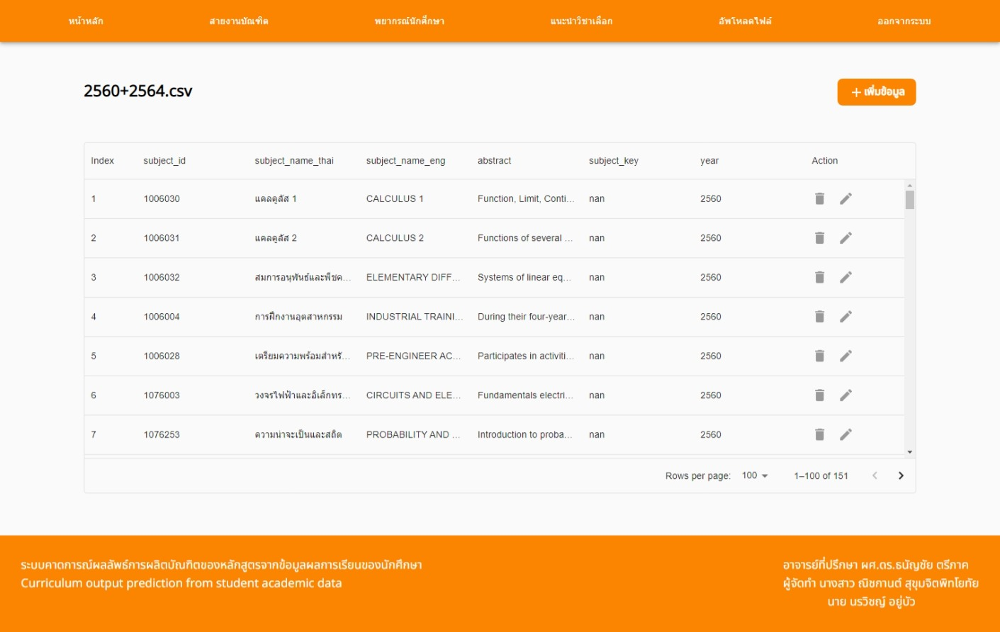 หน้าหลัก สายงานบัณฑิต พยากรณ์นักศึกษา แนะนำวิชาเลือก อัพโหลดไฟล์ ออกจากระบบ
2560+2564.csv
+ เพิ่มข้อมูล
Index subject_id subject_name_thai subject_name_eng abstract subject_key year Action
1 1006030 แคลคูลัส 1 CALCULUS 1 Function, Limit, Conti... nan 2560
2 1006031 แคลคูลัส 2 CALCULUS 2 Functions of several ... nan 2560
3 1006032 สมการอนุพันธ์และพีชค... ELEMENTARY DIFF... Systems of linear eq... nan 2560
4 1006004 การฝึกงานอุตสาหกรรม INDUSTRIAL TRAINI... During their four-year... nan 2560
5 1006028 เตรียมความพร้อมสำหรั... PRE-ENGINEER AC... Participates in activiti... nan 2560
6 1076003 วงจรไฟฟ้าและอิเล็กทร... CIRCUITS AND ELE... Fundamentals electri... nan 2560
7 1076253 ความน่าจะเป็นและสถิต PROBABILITY AND ... Introduction to proba... nan 2560
Rows per page: 100 1–100 of 151
ระบบคาดการณ์ผลลัพธ์การผลิตบัณฑิตของหลักสูตรจากข้อมูลผลการเรียนของนักศึกษา
Curriculum output prediction from student academic data
อาจารย์ที่ปรึกษา ผศ.ดร.ธนัญชัย ตรีภาค
ผู้จัดทำ นางสาว ณิชกานต์ สุขุมจิตพิทโยทัย
นาย นรวิชญ์ อยู่บัว